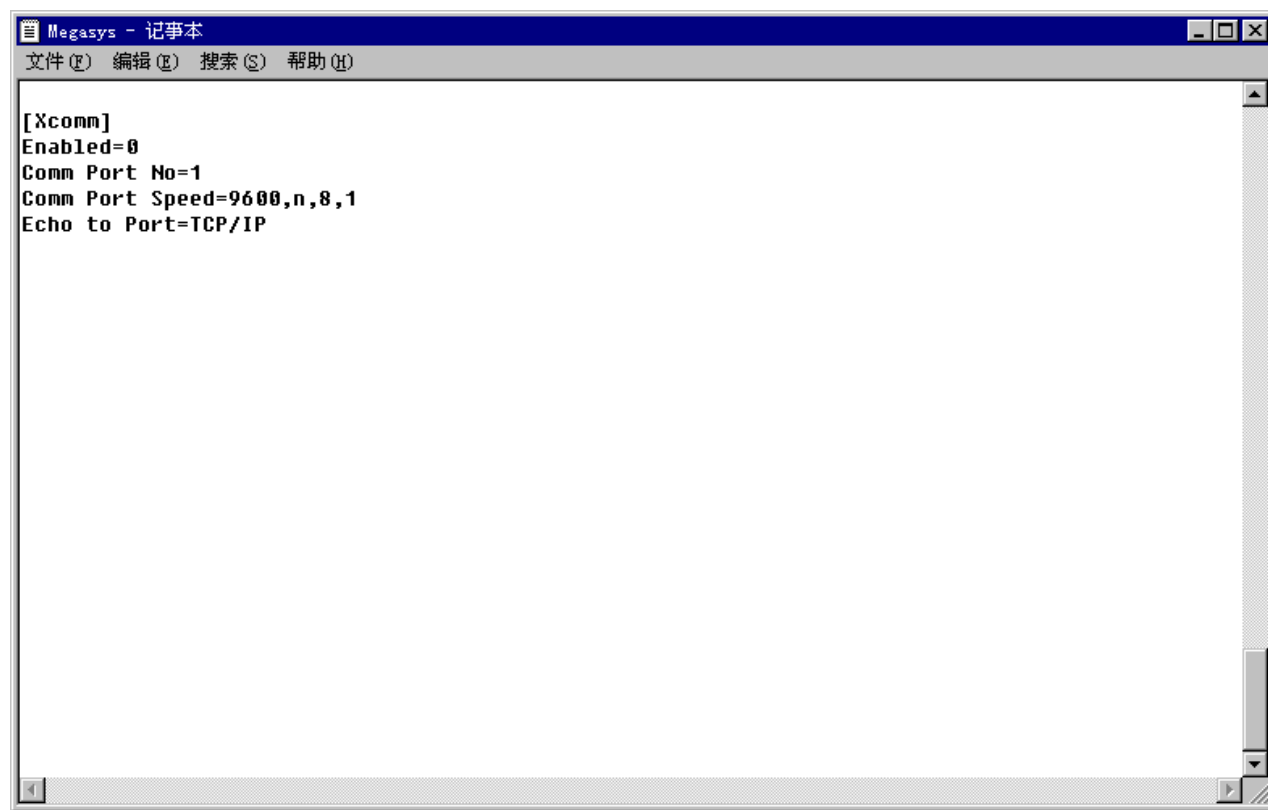 Megasys - 记事本
文件(F) 编辑(E) 搜索(S) 帮助(H)
[Xcomm]
Enabled=0
Comm Port No=1
Comm Port Speed=9600,n,8,1
Echo to Port=TCP/IP